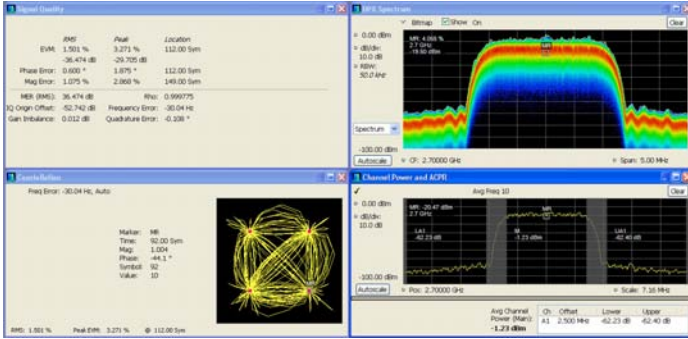 Signal Quality
RMS Peak Location
EVM: 1.501 % 3.271 % 112.00 Sym
-36.474 dB -29.705 dB
Phase Error: 0.600 ° 1.875 ° 112.00 Sym
Mag Error: 1.075 % 2.868 % 149.00 Sym
MER (RMS): 36.474 dB Rho: 0.999775
IQ Origin Offset: -52.742 dB Frequency Error: -30.04 Hz
Gain Imbalance: 0.012 dB Quadrature Error: -0.108 °
DPX Spectrum
Bitmap Show On Clear
0.00 dBm
dB/div:
10.0 dB
RBW:
50.0 kHz
MR: 4.068 %
2.7 GHz
MR
Spectrum
-100.00 dBm
Autoscale CF: 2.70000 GHz Span: 5.00 MHz
Constellation
Freq Error: -30.04 Hz, Auto
Marker: MR
Time: 92.00 Sym
Mag: 1.004
Phase: -44.1 °
Symbol: 92
Value: 10
RMS: 1.501 % Peak EVM: 3.271 % @ 112.00 Sym
Channel Power and ACPR
Avg Freq 10 Clear
0.00 dBm
dB/div:
10.0 dB
MR: -20.47 dBm
2.7 GHz
MR
LA1 M UA1
-62.23 dB -1.23 dBm -62.40 dB
-100.00 dBm
Autoscale Pos: 2.70000 GHz Scale: 7.16 MHz
Avg Channel Power (Main): -1.23 dBm
Ch Offset Lower Upper
A1 2.500 MHz -62.23 dB -62.40 dB